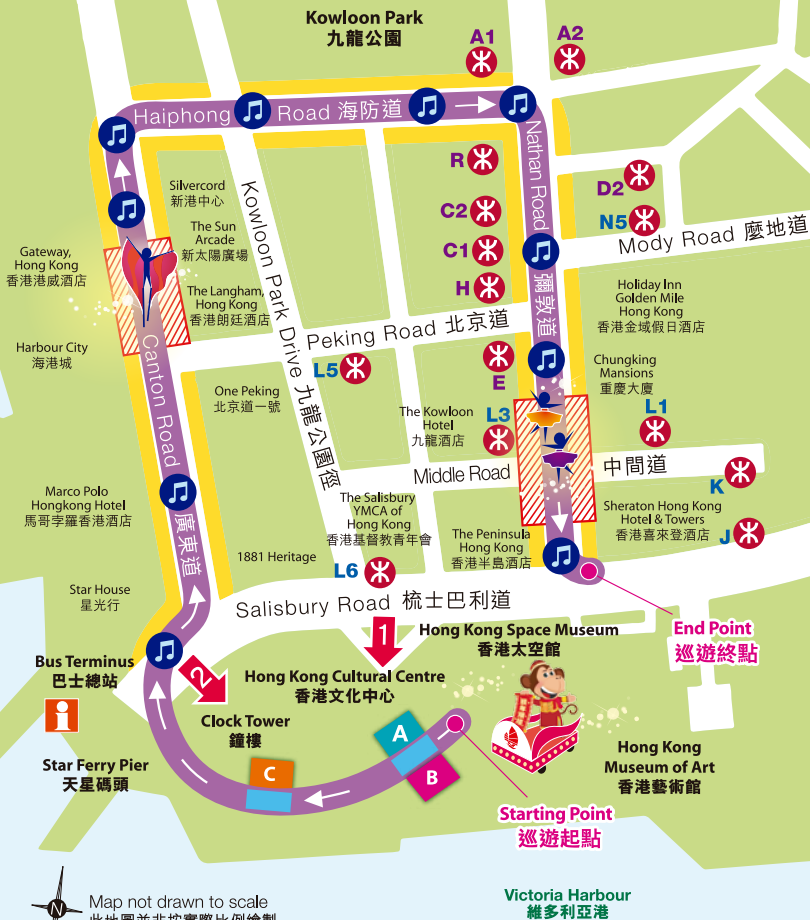 Kowloon Park
九龍公園
A1
A2
Haiphong Road 海防道
Nathan Road
彌敦道
R
C2
C1
H
D2
N5
Mody Road 麼地道
Silvercord
新港中心
The Sun
Arcade
新太陽廣場
Gateway,
Hong Kong
香港港威酒店
The Langham,
Hong Kong
香港朗廷酒店
Harbour City
海港城
Kowloon Park Drive 九龍公園徑
Canton Road
廣東道
Peking Road 北京道
Holiday Inn
Golden Mile
Hong Kong
香港金域假日酒店
Chungking
Mansions
重慶大廈
L5
E
L3
L1
One Peking
北京道一號
The Kowloon
Hotel
九龍酒店
Middle Road 中間道
K
J
Marco Polo
Hongkong Hotel
馬哥孛羅香港酒店
The Salisbury
YMCA of
Hong Kong
香港基督教青年會
The Peninsula
Hong Kong
香港半島酒店
Sheraton Hong Kong
Hotel & Towers
香港喜來登酒店
1881 Heritage
L6
Star House
星光行
Salisbury Road 梳士巴利道
1
2
Hong Kong Space Museum
香港太空館
End Point
巡遊終點
Bus Terminus
巴士總站
i
Hong Kong Cultural Centre
香港文化中心
Clock Tower
鐘樓
A
B
C
Star Ferry Pier
天星碼頭
Hong Kong
Museum of Art
香港藝術館
Starting Point
巡遊起點
N
Map not drawn to scale
此地圖並非按實際比例繪製
Victoria Harbour
維多利亞港